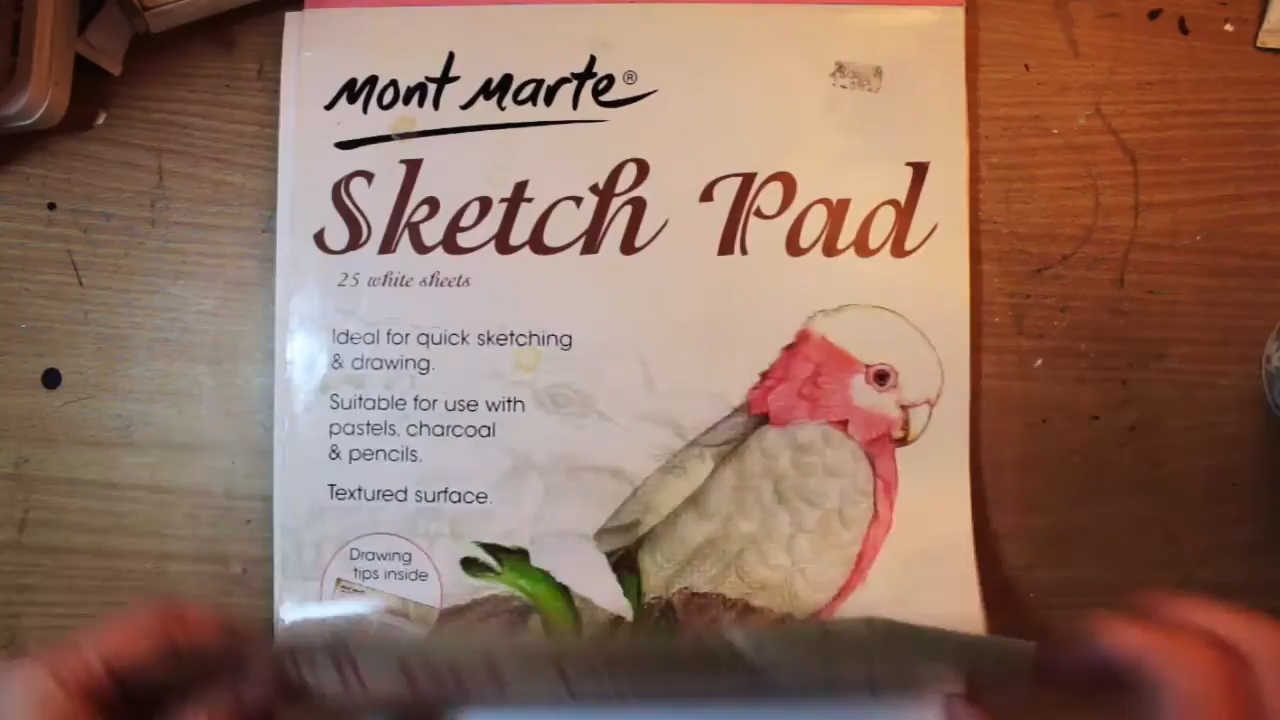 Mont Marte®
Sketch Pad
25 white sheets
Ideal for quick sketching
& drawing.
Suitable for use with
pastels, charcoal
& pencils.
Textured surface.
Drawing
tips inside